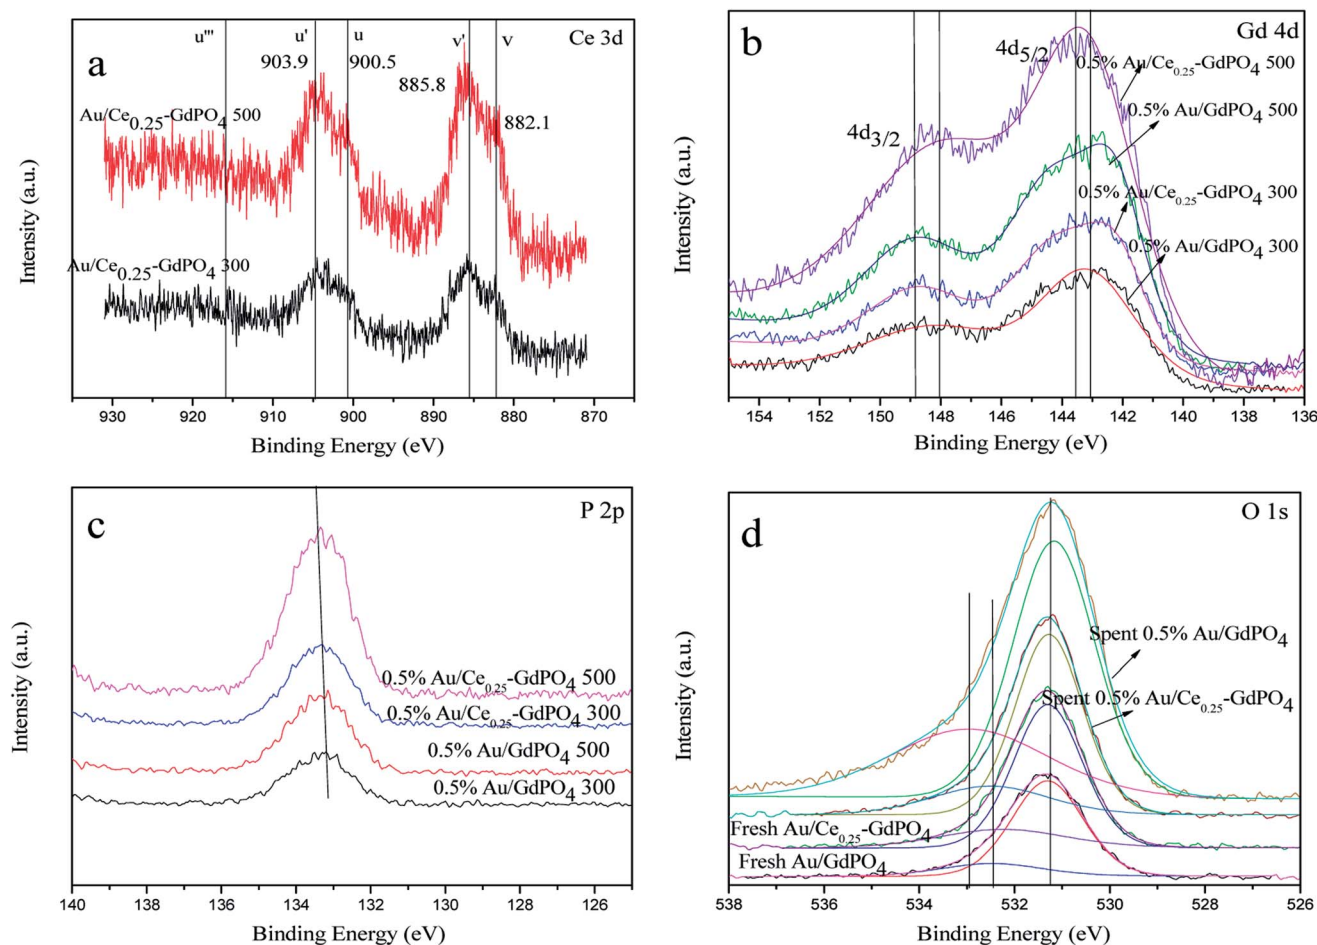 a
u'''
u'
u
v'
v
Ce 3d
903.9
900.5
885.8
882.1
Au/Ce0.25-GdPO4 500
Au/Ce0.25-GdPO4 300
Intensity (a.u.)
930 920 910 900 890 880 870
Binding Energy (eV)
b
Gd 4d
4d5/2
4d3/2
0.5% Au/Ce0.25-GdPO4 500
0.5% Au/GdPO4 500
0.5% Au/Ce0.25-GdPO4 300
0.5% Au/GdPO4 300
Intensity (a.u.)
154 152 150 148 146 144 142 140 138 136
Binding Energy (eV)
c
P 2p
0.5% Au/Ce0.25-GdPO4 500
0.5% Au/Ce0.25-GdPO4 300
0.5% Au/GdPO4 500
0.5% Au/GdPO4 300
Intensity (a.u.)
140 138 136 134 132 130 128 126
Binding Energy (eV)
d
O 1s
Spent 0.5% Au/GdPO4
Spent 0.5% Au/Ce0.25-GdPO4
Fresh Au/Ce0.25-GdPO4
Fresh Au/GdPO4
Intensity (a.u.)
538 536 534 532 530 528 526
Binding Energy (eV)